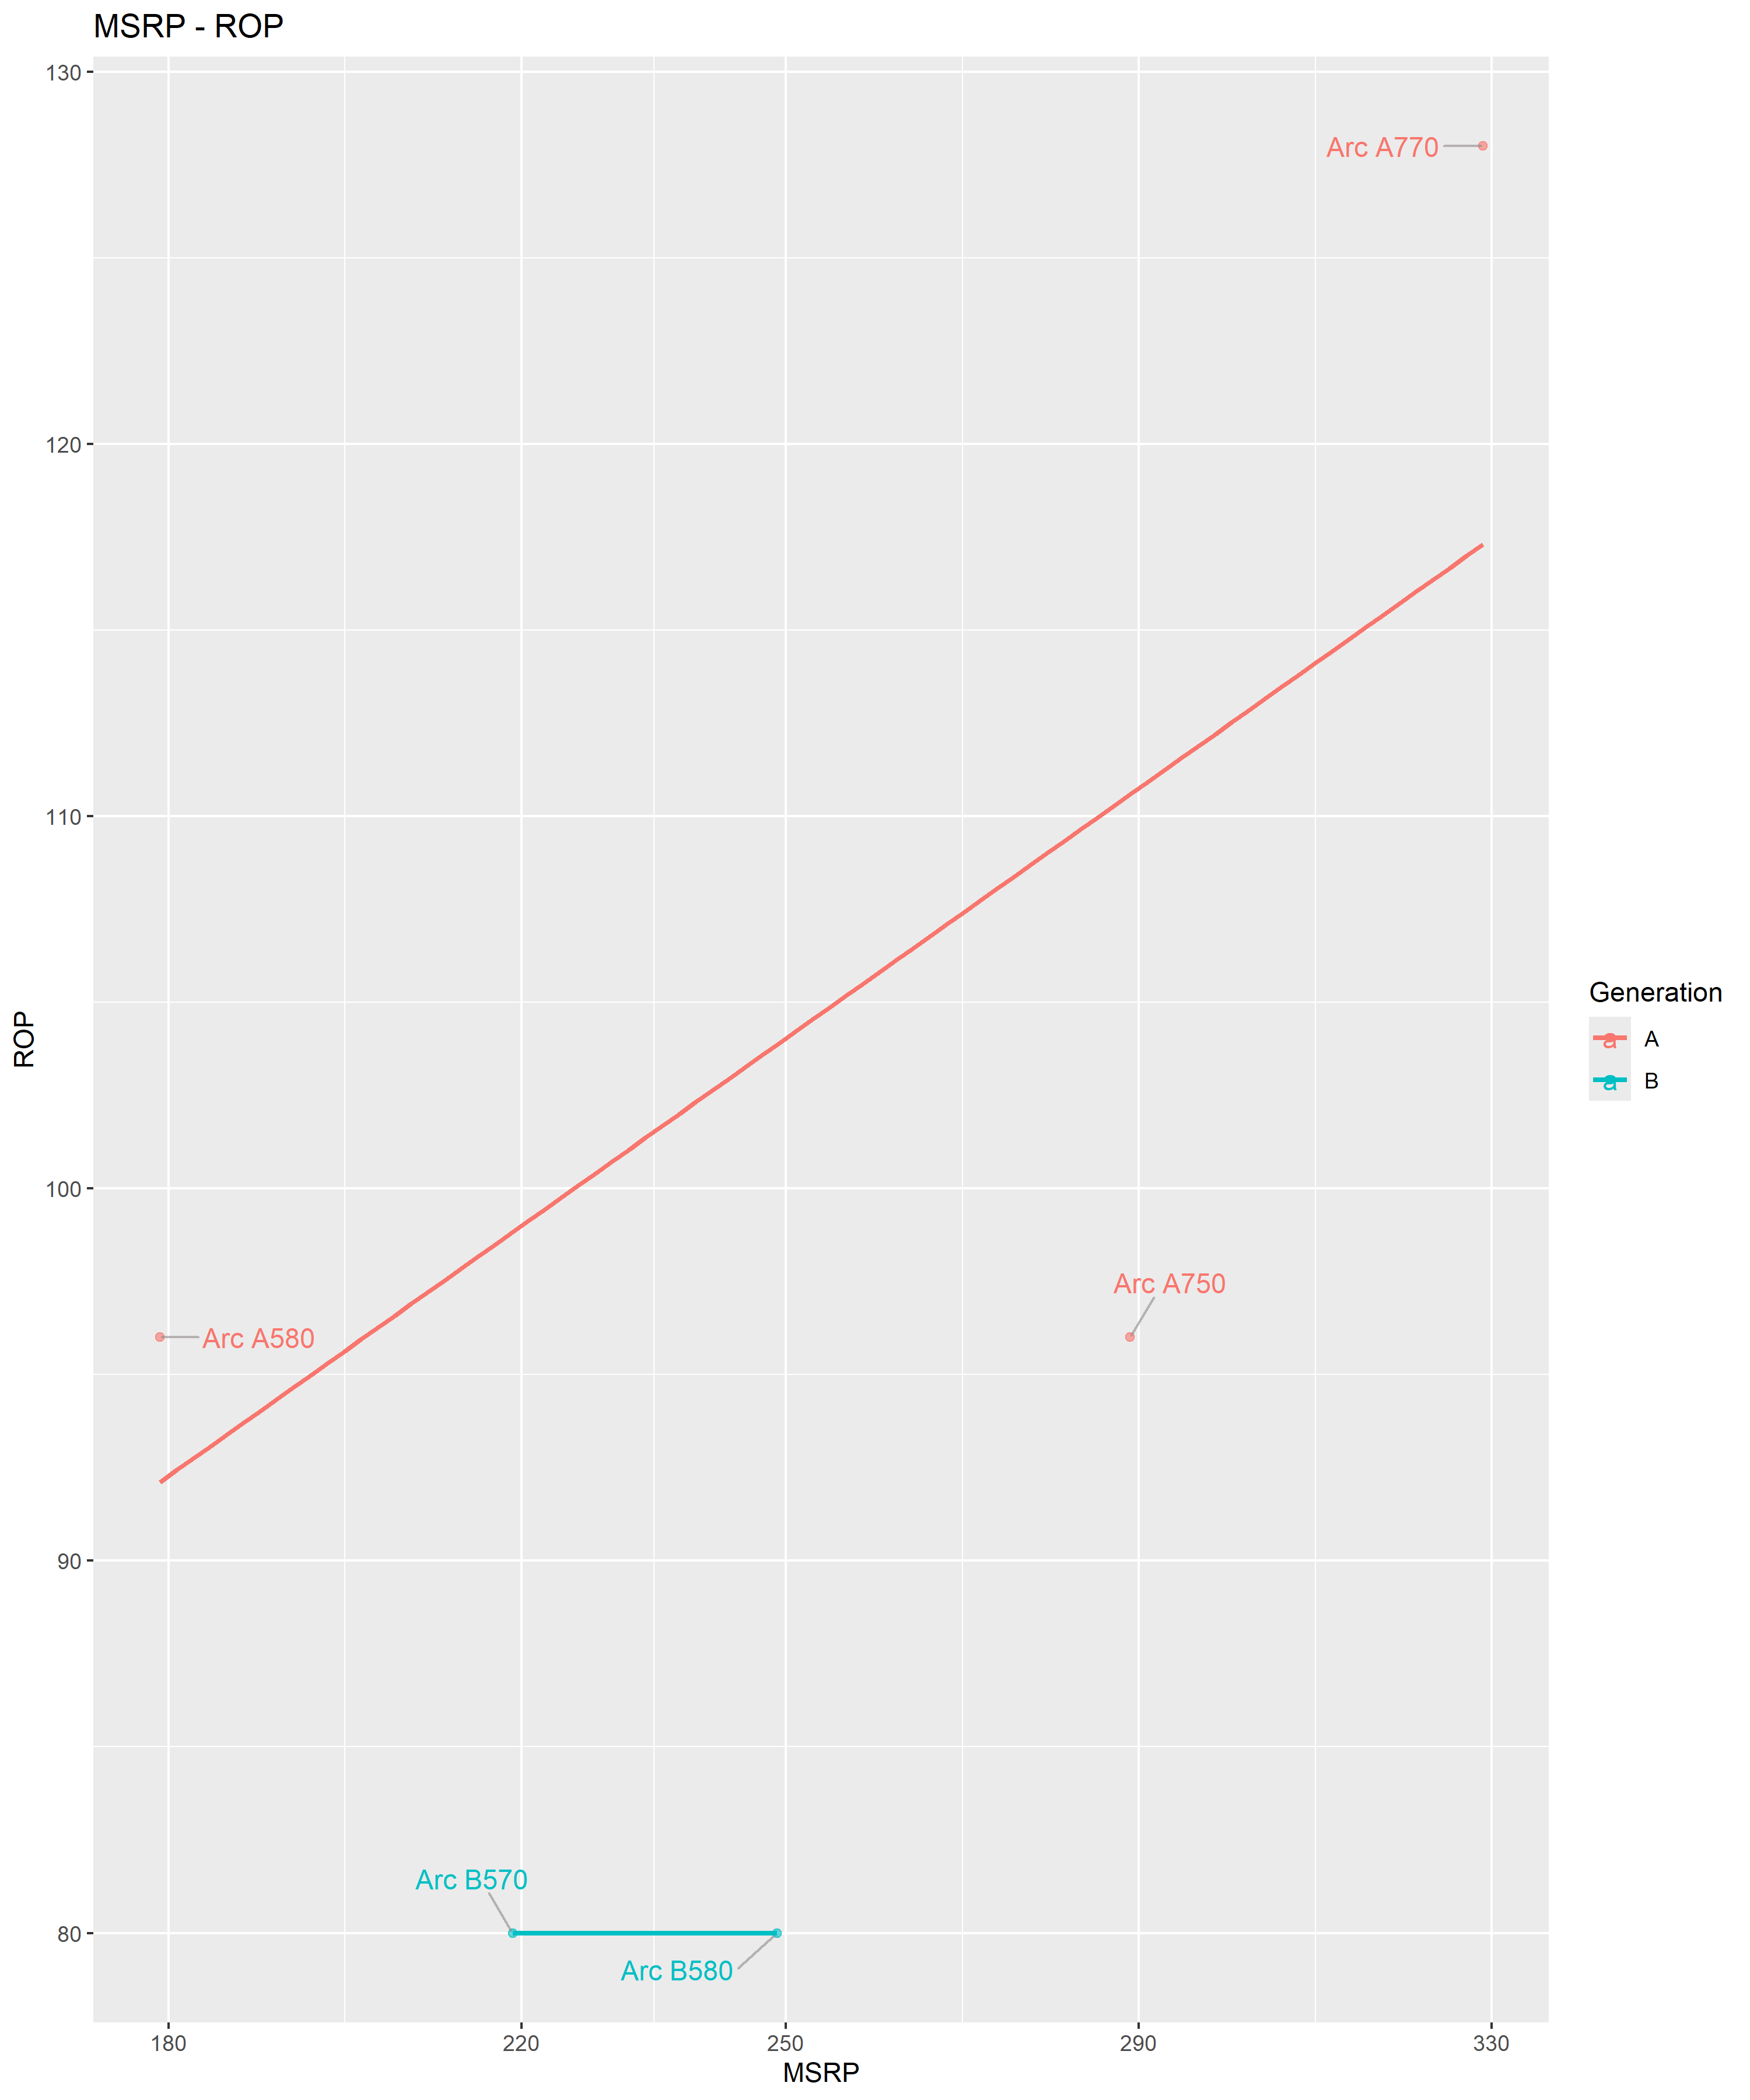 MSRP - ROP
130
120
110
100
90
80
ROP
Arc A770
Arc A750
Arc A580
Arc B570
Arc B580
180 220 250 290 330
MSRP
Generation
a A
a B